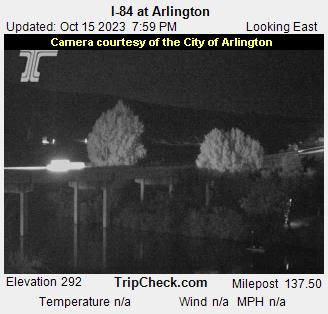 I-84 at Arlington
Updated: Oct 15 2023 7:59 PM Looking East
Camera courtesy of the City of Arlington
Elevation 292 TripCheck.com Milepost 137.50
Temperature n/a Wind n/a MPH n/a